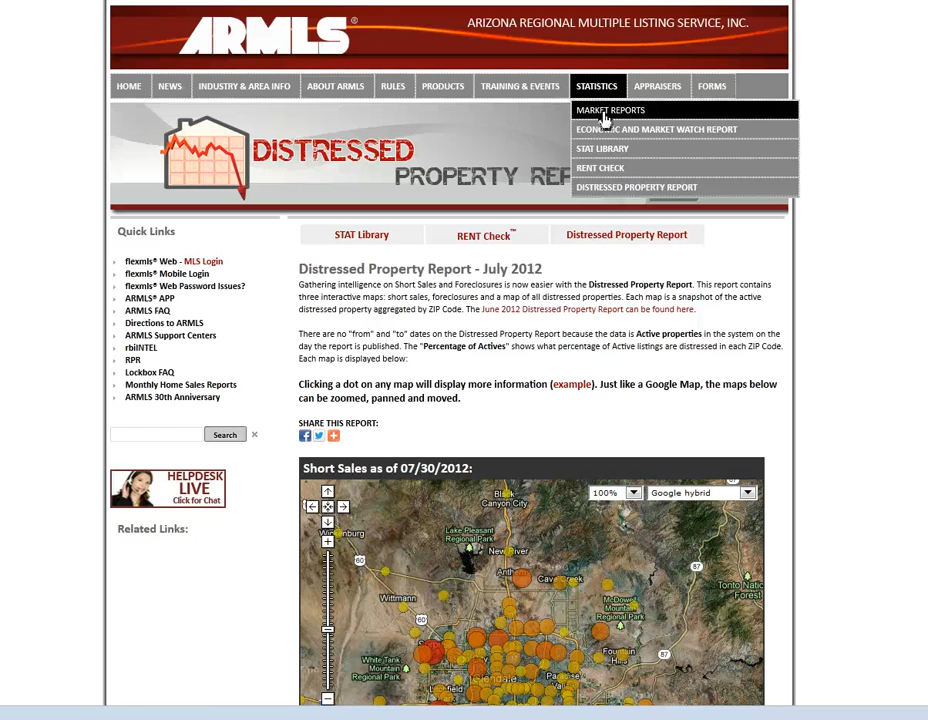 ARMLS®
ARIZONA REGIONAL MULTIPLE LISTING SERVICE, INC.
HOME NEWS INDUSTRY & AREA INFO ABOUT ARMLS RULES PRODUCTS TRAINING & EVENTS STATISTICS APPRAISERS FORMS
MARKET REPORTS
ECONOMIC AND MARKET WATCH REPORT
STAT LIBRARY
RENT CHECK
DISTRESSED PROPERTY REPORT
DISTRESSED
PROPERTY REP
Quick Links
flexmls® Web - MLS Login
flexmls® Mobile Login
flexmls® Web Password Issues?
ARMLS® APP
ARMLS FAQ
Directions to ARMLS
ARMLS Support Centers
rbiINTEL
RPR
Lockbox FAQ
Monthly Home Sales Reports
ARMLS 30th Anniversary
Search
HELPDESK
LIVE
Click for Chat
Related Links:
STAT Library RENT Check™ Distressed Property Report
Distressed Property Report - July 2012
Gathering intelligence on Short Sales and Foreclosures is now easier with the Distressed Property Report. This report contains
three interactive maps: short sales, foreclosures and a map of all distressed properties. Each map is a snapshot of the active
distressed property aggregated by ZIP Code. The June 2012 Distressed Property Report can be found here.
There are no "from" and "to" dates on the Distressed Property Report because the data is Active properties in the system on the
day the report is published. The "Percentage of Actives" shows what percentage of Active listings are distressed in each ZIP Code.
Each map is displayed below:
Clicking a dot on any map will display more information (example). Just like a Google Map, the maps below
can be zoomed, panned and moved.
SHARE THIS REPORT:
Short Sales as of 07/30/2012:
100% Google hybrid
Black
Canyon City
Lake Pleasant
Regional Park
New River
60
87
Cave Creek
Tonto Natio
Forest
Wittmann
McDowell
Mountain
Regional Park
60
Fountain
Hills
87
White Tank
Mountain
Regional Park
Glendale